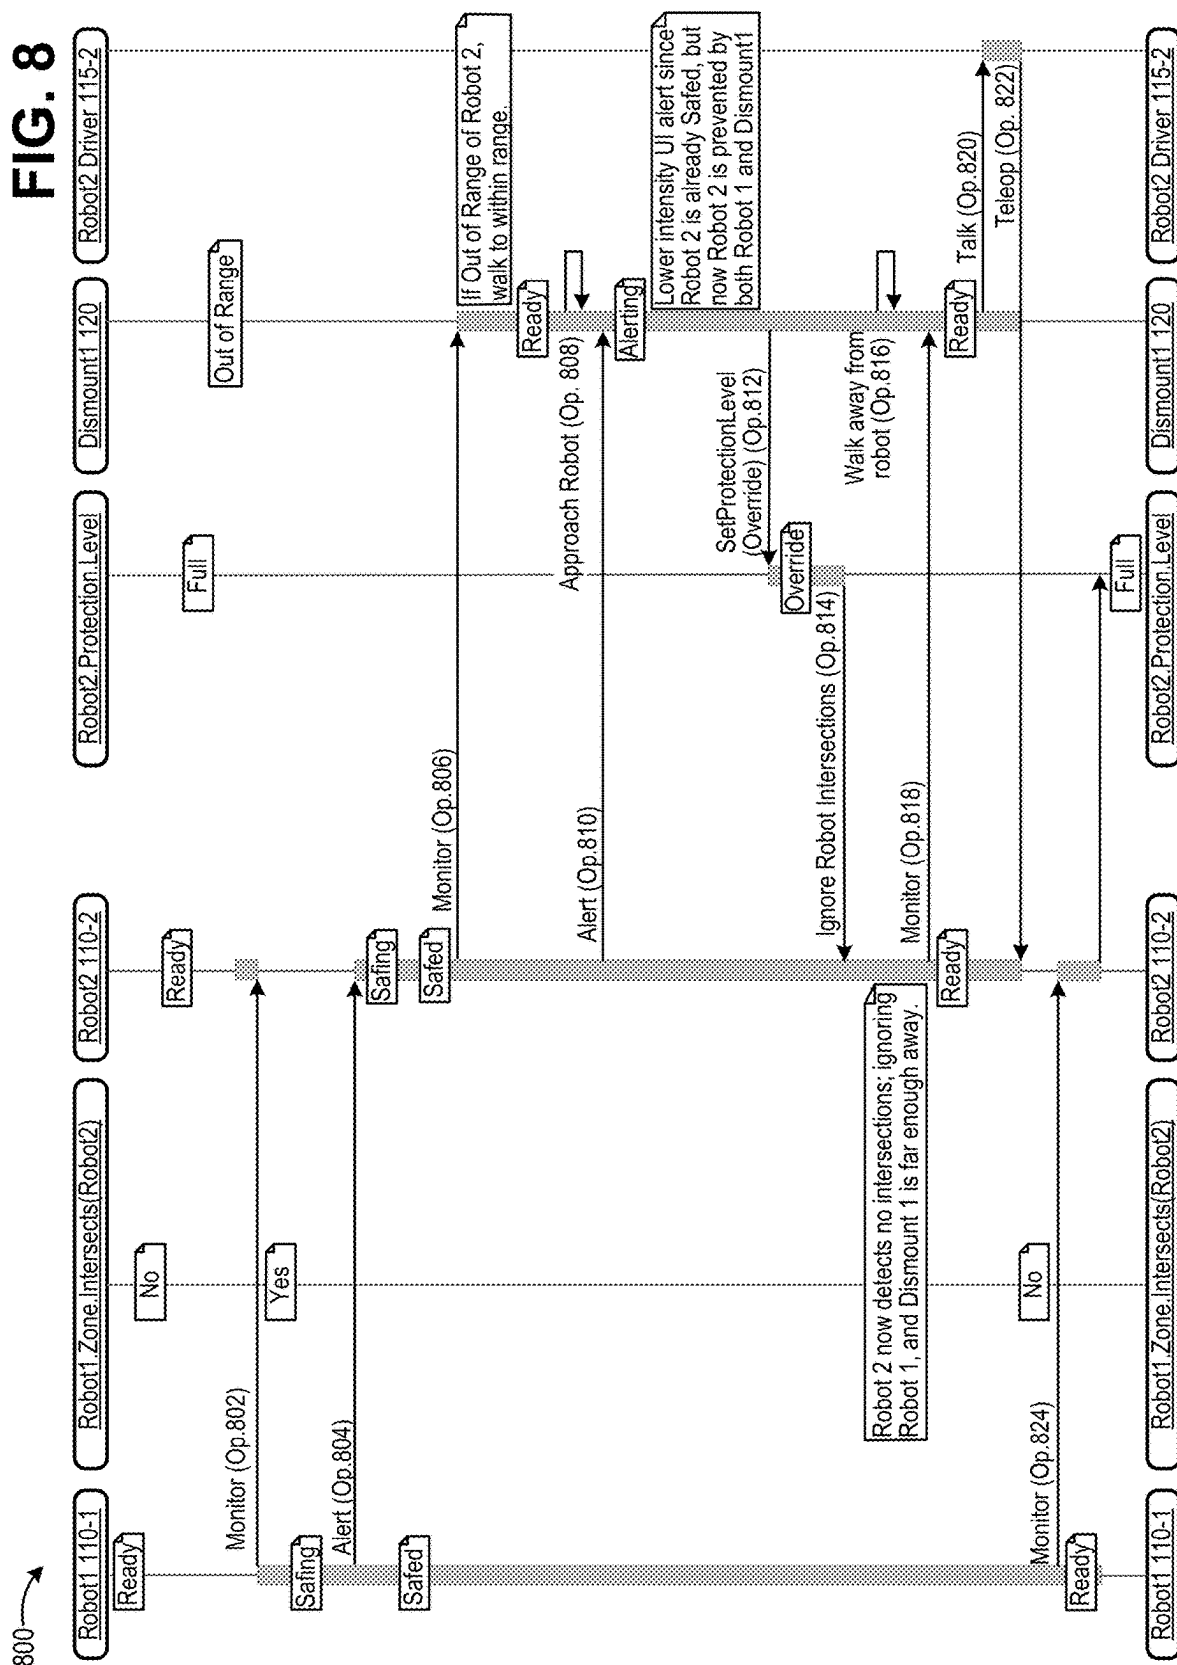 800
FIG. 8
Robot1 110-1
Robot1.Zone.Intersects(Robot2)
Robot2 110-2
Robot2.Protection.Level
Dismount1 120
Robot2 Driver 115-2
Ready
No
Ready
Full
Out of Range
Monitor (Op.802)
Yes
Safing
Alert (Op.804)
Safing
Safed
Safed
Monitor (Op.806)
If Out of Range of Robot 2,
walk to within range.
Ready
Approach Robot (Op. 808)
Alert (Op.810)
Alerting
Lower intensity UI alert since
Robot 2 is already Safed, but
now Robot 2 is prevented by
both Robot 1 and Dismount1
SetProtectionLevel
(Override) (Op.812)
Override
Ignore Robot Intersections (Op.814)
Walk away from
robot (Op.816)
Robot 2 now detects no intersections; ignoring
Robot 1, and Dismount 1 is far enough away.
Monitor (Op.818)
Ready
Ready
Talk (Op.820)
Teleop (Op. 822)
No
Monitor (Op.824)
Ready
Full
Robot1 110-1
Robot1.Zone.Intersects(Robot2)
Robot2 110-2
Robot2.Protection.Level
Dismount1 120
Robot2 Driver 115-2